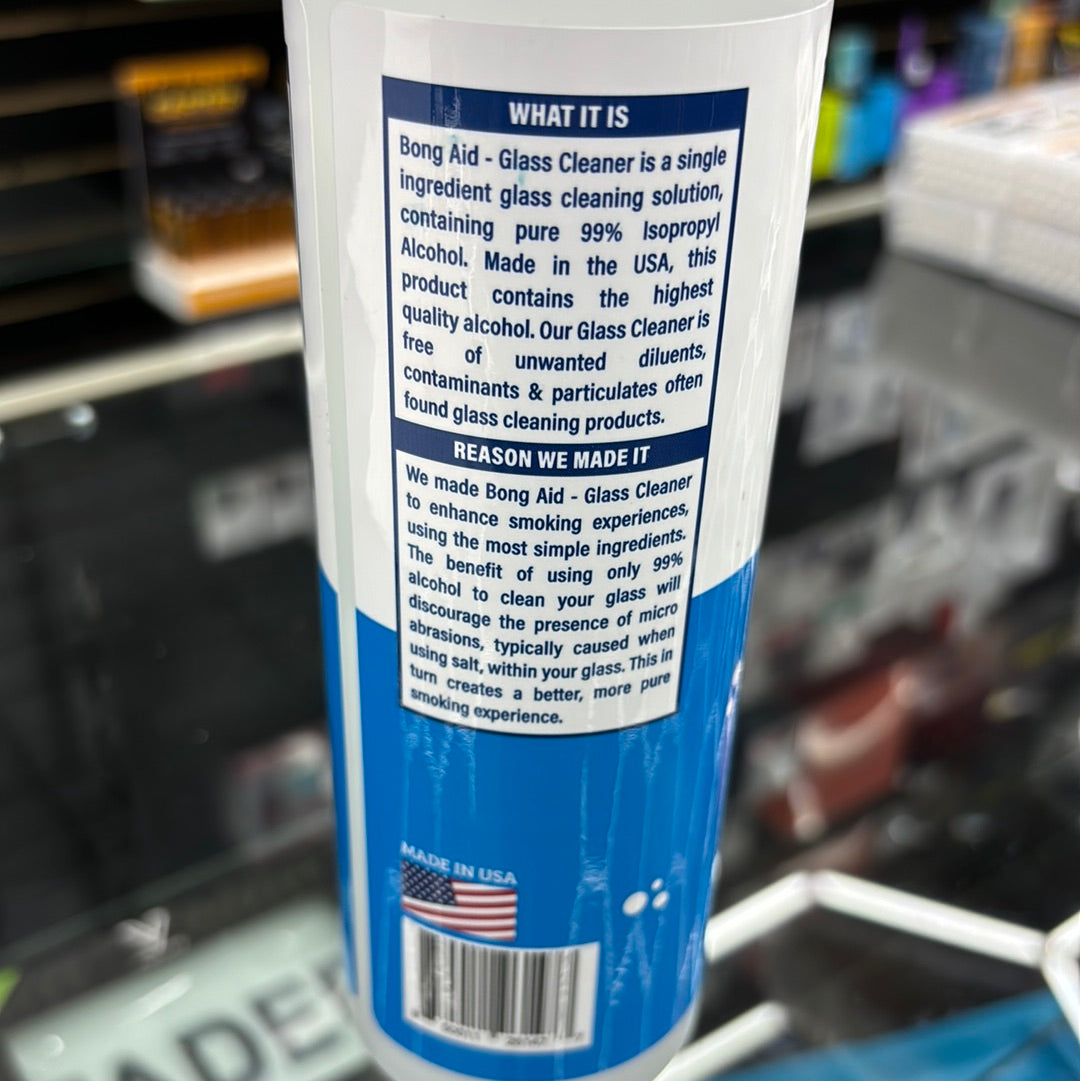 WHAT IT IS
Bong Aid - Glass Cleaner is a single
ingredient glass cleaning solution,
containing pure 99% Isopropyl
Alcohol. Made in the USA, this
product contains the highest
quality alcohol. Our Glass Cleaner is
free of unwanted diluents,
contaminants & particulates often
found glass cleaning products.
REASON WE MADE IT
We made Bong Aid - Glass Cleaner
to enhance smoking experiences,
using the most simple ingredients.
The benefit of using only 99%
alcohol to clean your glass will
discourage the presence of micro
abrasions, typically caused when
using salt, within your glass. This in
turn creates a better, more pure
smoking experience.
MADE IN USA
ADE